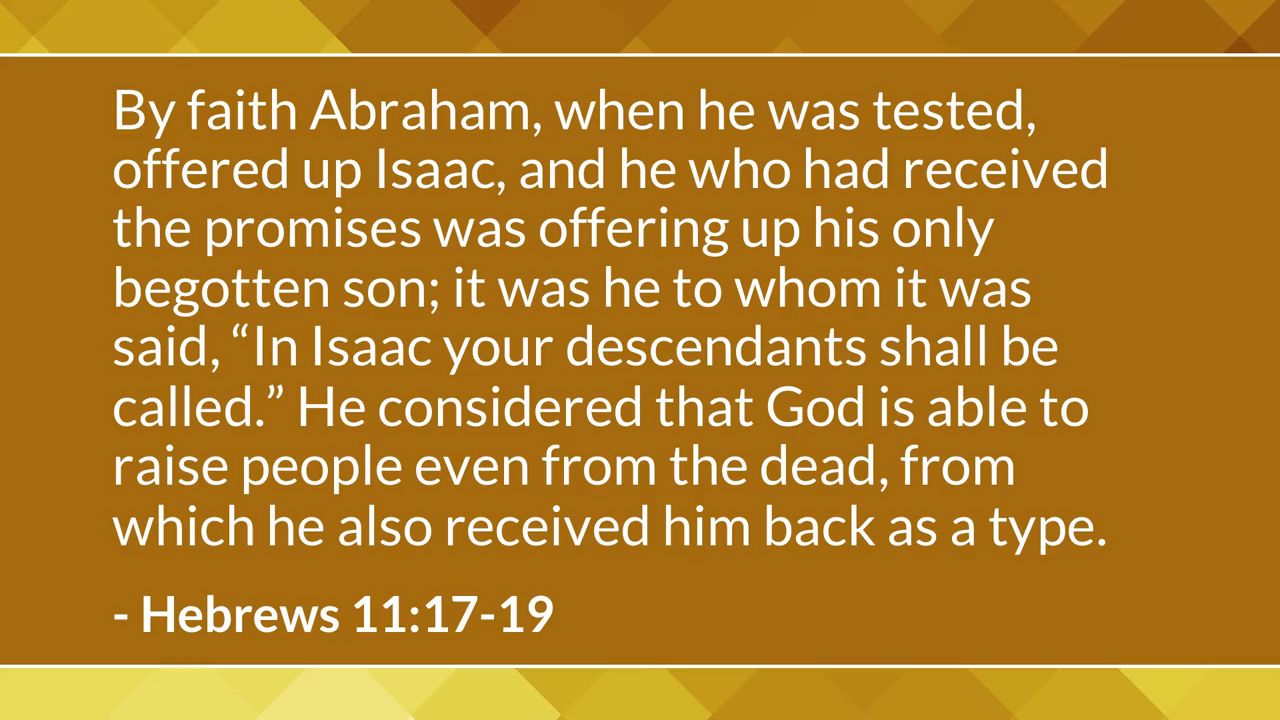 By faith Abraham, when he was tested,
offered up Isaac, and he who had received
the promises was offering up his only
begotten son; it was he to whom it was
said, “In Isaac your descendants shall be
called.” He considered that God is able to
raise people even from the dead, from
which he also received him back as a type.
- Hebrews 11:17-19